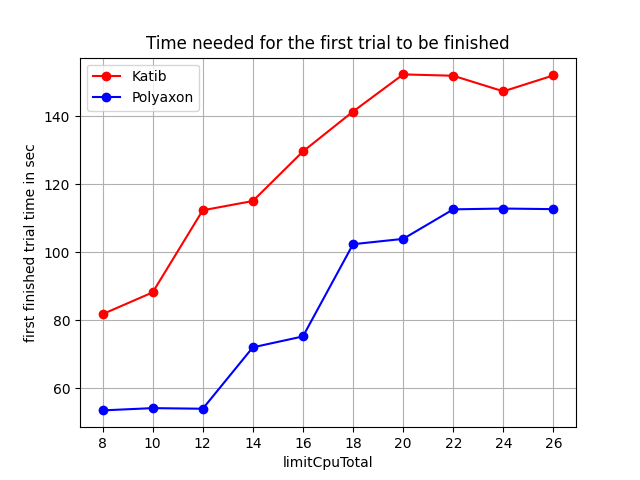 Time needed for the first trial to be finished
Katib
Polyaxon
first finished trial time in sec
140
120
100
80
60
8 10 12 14 16 18 20 22 24 26
limitCpuTotal